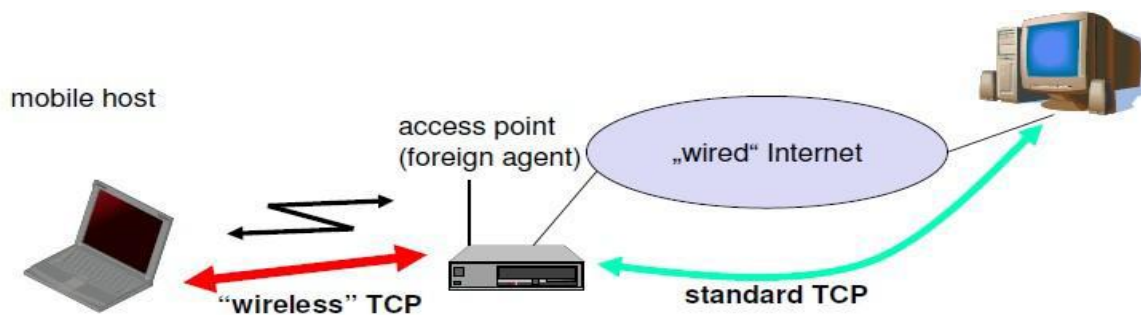 mobile host
access point
(foreign agent)
„wired“ Internet
“wireless” TCP
standard TCP